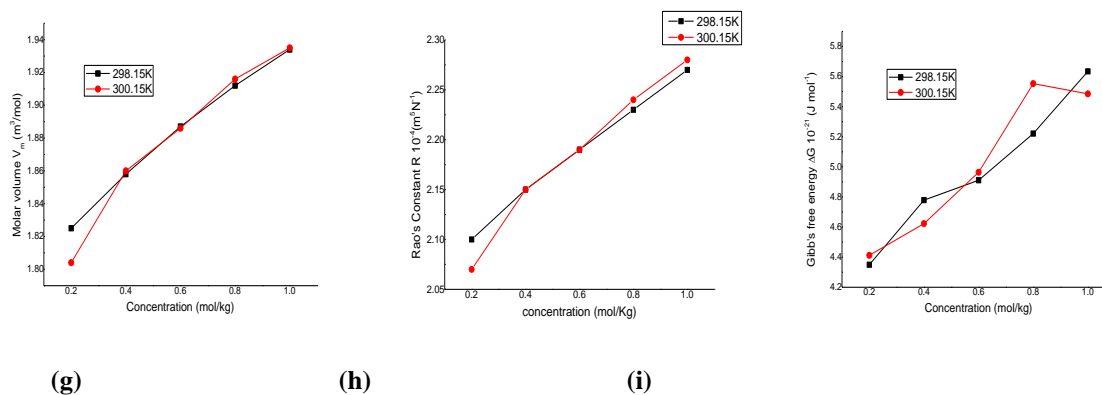 298.15K
300.15K
1.94
1.92
1.90
1.88
1.86
1.84
1.82
1.80
Molar volume Vm (m³/mol)
0.2 0.4 0.6 0.8 1.0
Concentration (mol/kg)
298.15K
300.15K
2.30
2.25
2.20
2.15
2.10
2.05
Rao's Constant R 10⁻⁴(m⁵N⁻¹)
0.2 0.4 0.6 0.8 1.0
concentration (mol/Kg)
298.15K
300.15K
5.8
5.6
5.4
5.2
5.0
4.8
4.6
4.4
4.2
Gibb's free energy ΔG 10⁻²¹ (J mol⁻¹)
0.2 0.4 0.6 0.8 1.0
Concentration (mol/kg)
(g) (h) (i)